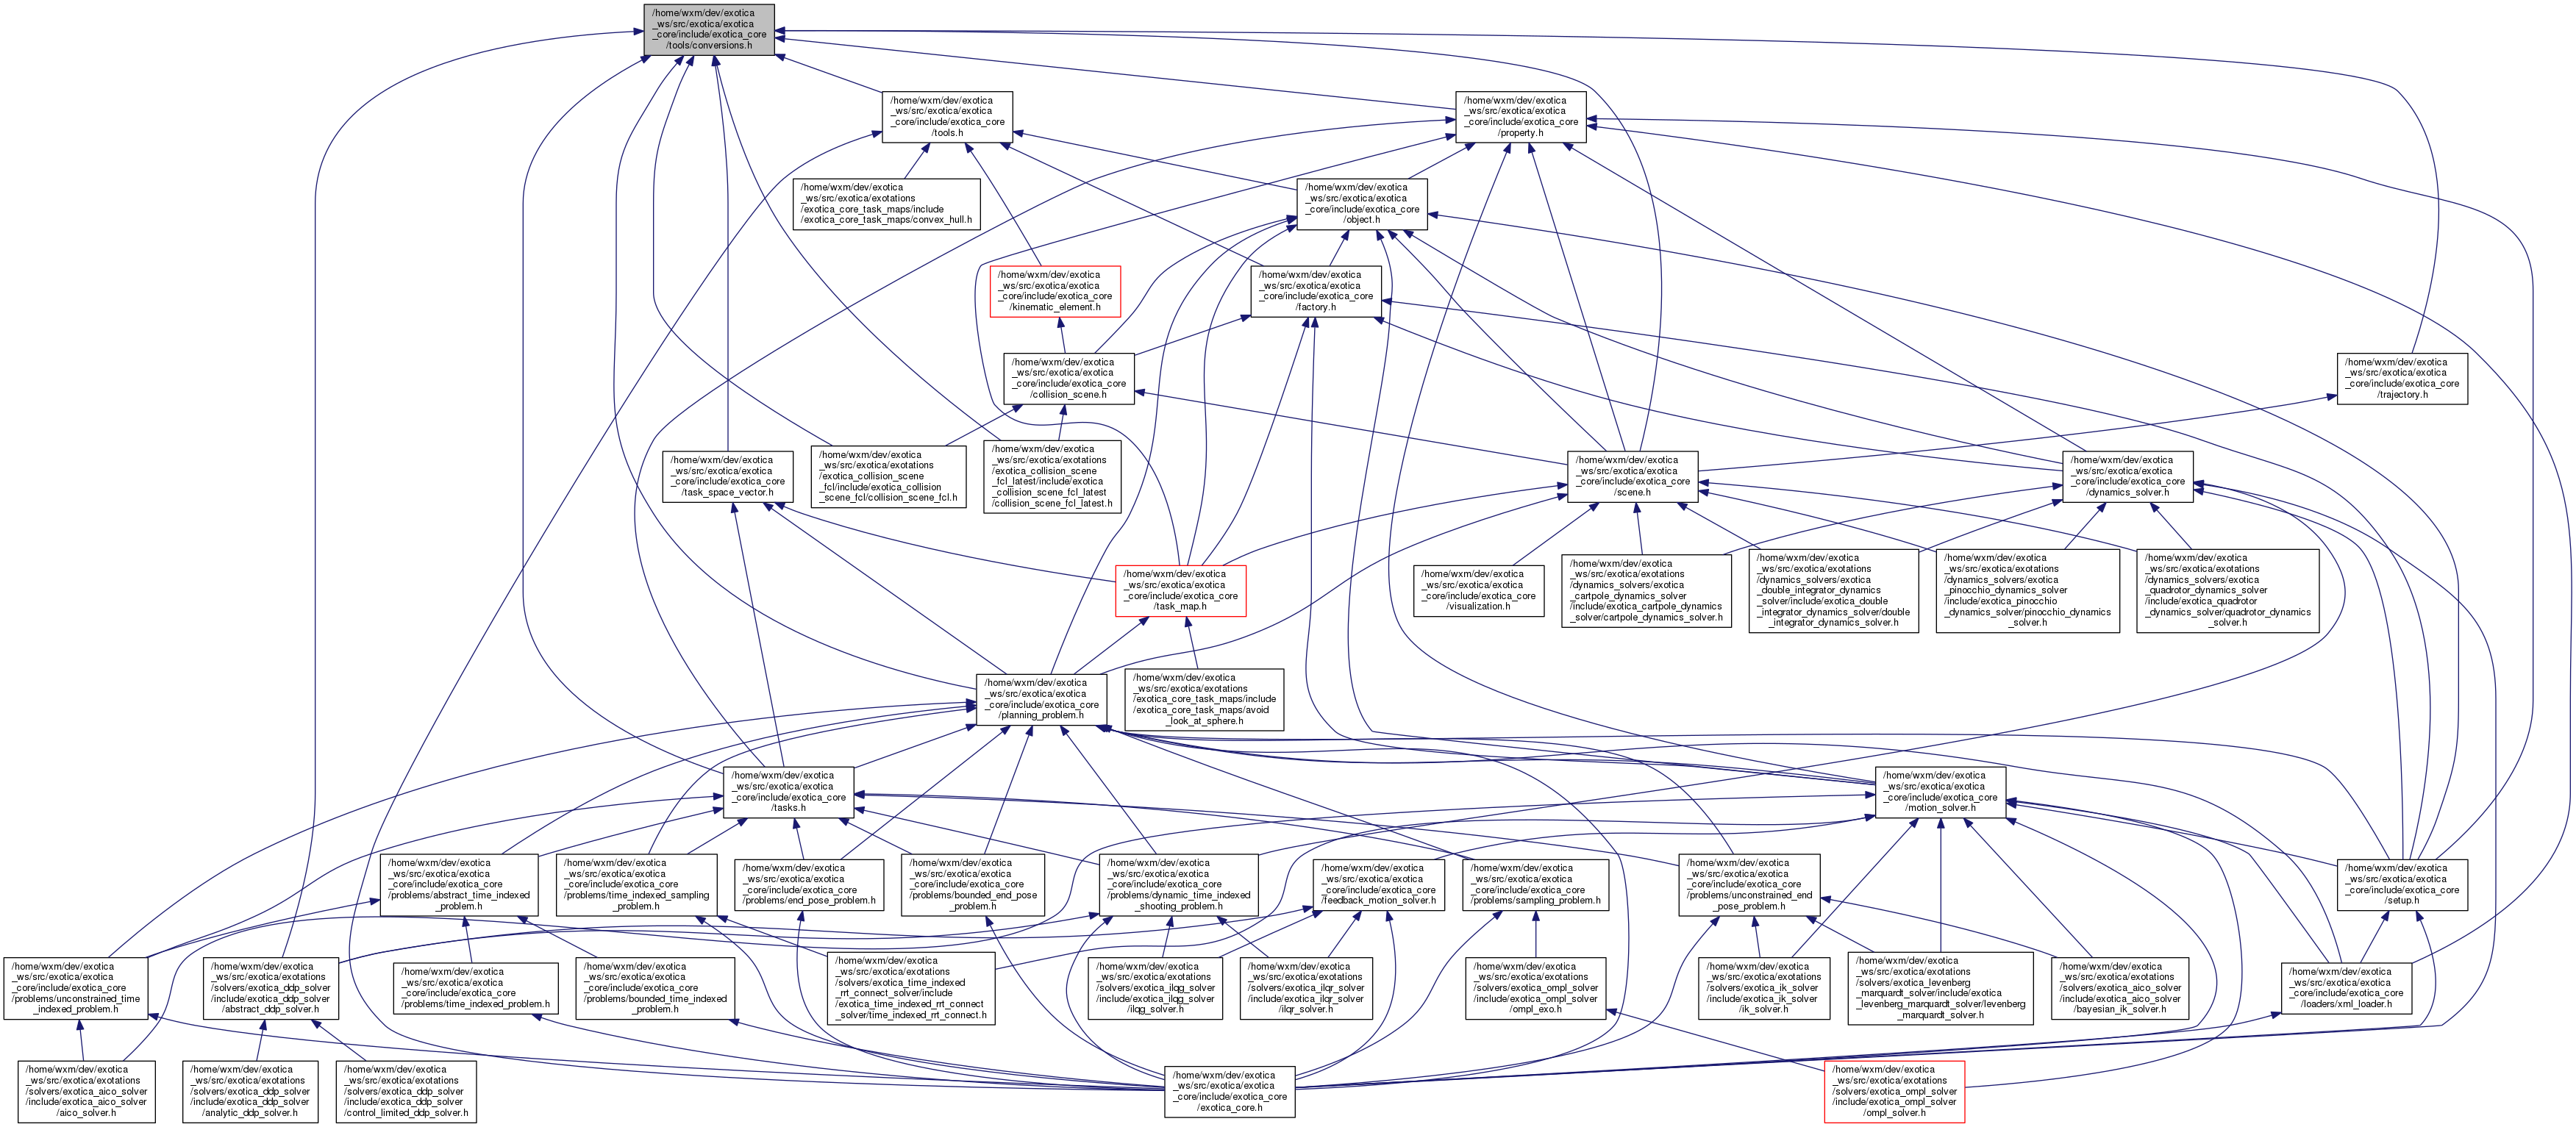 /home/wxm/dev/exotica
_ws/src/exotica/exotica
_core/include/exotica_core
/tools/conversions.h
/home/wxm/dev/exotica
_ws/src/exotica/exotica
_core/include/exotica_core
/tools.h
/home/wxm/dev/exotica
_ws/src/exotica/exotica
_core/include/exotica_core
/property.h
/home/wxm/dev/exotica
_ws/src/exotica/exotations
/exotica_core_task_maps/include
/exotica_core_task_maps/convex_hull.h
/home/wxm/dev/exotica
_ws/src/exotica/exotica
_core/include/exotica_core
/object.h
/home/wxm/dev/exotica
_ws/src/exotica/exotica
_core/include/exotica_core
/kinematic_element.h
/home/wxm/dev/exotica
_ws/src/exotica/exotica
_core/include/exotica_core
/factory.h
/home/wxm/dev/exotica
_ws/src/exotica/exotica
_core/include/exotica_core
/collision_scene.h
/home/wxm/dev/exotica
_ws/src/exotica/exotica
_core/include/exotica_core
/trajectory.h
/home/wxm/dev/exotica
_ws/src/exotica/exotica
_core/include/exotica_core
/task_space_vector.h
/home/wxm/dev/exotica
_ws/src/exotica/exotations
/exotica_collision_scene
_fcl/include/exotica_collision
_scene_fcl/collision_scene_fcl.h
/home/wxm/dev/exotica
_ws/src/exotica/exotations
/exotica_collision_scene
_fcl_latest/include/exotica
_collision_scene_fcl_latest
/collision_scene_fcl_latest.h
/home/wxm/dev/exotica
_ws/src/exotica/exotica
_core/include/exotica_core
/scene.h
/home/wxm/dev/exotica
_ws/src/exotica/exotica
_core/include/exotica_core
/dynamics_solver.h
/home/wxm/dev/exotica
_ws/src/exotica/exotica
_core/include/exotica_core
/task_map.h
/home/wxm/dev/exotica
_ws/src/exotica/exotica
_core/include/exotica_core
/visualization.h
/home/wxm/dev/exotica
_ws/src/exotica/exotations
/dynamics_solvers/exotica
_cartpole_dynamics_solver
/include/exotica_cartpole_dynamics
_solver/cartpole_dynamics_solver.h
/home/wxm/dev/exotica
_ws/src/exotica/exotations
/dynamics_solvers/exotica
_double_integrator_dynamics
_solver/include/exotica_double
_integrator_dynamics_solver/double
_integrator_dynamics_solver.h
/home/wxm/dev/exotica
_ws/src/exotica/exotations
/dynamics_solvers/exotica
_pinocchio_dynamics_solver
/include/exotica_pinocchio
_dynamics_solver/pinocchio_dynamics
_solver.h
/home/wxm/dev/exotica
_ws/src/exotica/exotations
/dynamics_solvers/exotica
_quadrotor_dynamics_solver
/include/exotica_quadrotor
_dynamics_solver/quadrotor_dynamics
_solver.h
/home/wxm/dev/exotica
_ws/src/exotica/exotica
_core/include/exotica_core
/planning_problem.h
/home/wxm/dev/exotica
_ws/src/exotica/exotations
/exotica_core_task_maps/include
/exotica_core_task_maps/avoid
_look_at_sphere.h
/home/wxm/dev/exotica
_ws/src/exotica/exotica
_core/include/exotica_core
/tasks.h
/home/wxm/dev/exotica
_ws/src/exotica/exotica
_core/include/exotica_core
/motion_solver.h
/home/wxm/dev/exotica
_ws/src/exotica/exotica
_core/include/exotica_core
/problems/abstract_time_indexed
_problem.h
/home/wxm/dev/exotica
_ws/src/exotica/exotica
_core/include/exotica_core
/problems/time_indexed_sampling
_problem.h
/home/wxm/dev/exotica
_ws/src/exotica/exotica
_core/include/exotica_core
/problems/end_pose_problem.h
/home/wxm/dev/exotica
_ws/src/exotica/exotica
_core/include/exotica_core
/problems/bounded_end_pose
_problem.h
/home/wxm/dev/exotica
_ws/src/exotica/exotica
_core/include/exotica_core
/problems/dynamic_time_indexed
_shooting_problem.h
/home/wxm/dev/exotica
_ws/src/exotica/exotica
_core/include/exotica_core
/feedback_motion_solver.h
/home/wxm/dev/exotica
_ws/src/exotica/exotica
_core/include/exotica_core
/problems/sampling_problem.h
/home/wxm/dev/exotica
_ws/src/exotica/exotica
_core/include/exotica_core
/problems/unconstrained_end
_pose_problem.h
/home/wxm/dev/exotica
_ws/src/exotica/exotica
_core/include/exotica_core
/setup.h
/home/wxm/dev/exotica
_ws/src/exotica/exotica
_core/include/exotica_core
/problems/unconstrained_time
_indexed_problem.h
/home/wxm/dev/exotica
_ws/src/exotica/exotations
/solvers/exotica_ddp_solver
/include/exotica_ddp_solver
/abstract_ddp_solver.h
/home/wxm/dev/exotica
_ws/src/exotica/exotica
_core/include/exotica_core
/problems/time_indexed_problem.h
/home/wxm/dev/exotica
_ws/src/exotica/exotica
_core/include/exotica_core
/problems/bounded_time_indexed
_problem.h
/home/wxm/dev/exotica
_ws/src/exotica/exotations
/solvers/exotica_time_indexed
_rrt_connect_solver/include
/exotica_time_indexed_rrt_connect
_solver/time_indexed_rrt_connect.h
/home/wxm/dev/exotica
_ws/src/exotica/exotations
/solvers/exotica_ilqg_solver
/include/exotica_ilqg_solver
/ilqg_solver.h
/home/wxm/dev/exotica
_ws/src/exotica/exotations
/solvers/exotica_ilqr_solver
/include/exotica_ilqr_solver
/ilqr_solver.h
/home/wxm/dev/exotica
_ws/src/exotica/exotations
/solvers/exotica_ompl_solver
/include/exotica_ompl_solver
/ompl_exo.h
/home/wxm/dev/exotica
_ws/src/exotica/exotations
/solvers/exotica_ik_solver
/include/exotica_ik_solver
/ik_solver.h
/home/wxm/dev/exotica
_ws/src/exotica/exotations
/solvers/exotica_levenberg
_marquardt_solver/include/exotica
_levenberg_marquardt_solver/levenberg
_marquardt_solver.h
/home/wxm/dev/exotica
_ws/src/exotica/exotations
/solvers/exotica_aico_solver
/include/exotica_aico_solver
/bayesian_ik_solver.h
/home/wxm/dev/exotica
_ws/src/exotica/exotica
_core/include/exotica_core
/loaders/xml_loader.h
/home/wxm/dev/exotica
_ws/src/exotica/exotations
/solvers/exotica_aico_solver
/include/exotica_aico_solver
/aico_solver.h
/home/wxm/dev/exotica
_ws/src/exotica/exotations
/solvers/exotica_ddp_solver
/include/exotica_ddp_solver
/analytic_ddp_solver.h
/home/wxm/dev/exotica
_ws/src/exotica/exotations
/solvers/exotica_ddp_solver
/include/exotica_ddp_solver
/control_limited_ddp_solver.h
/home/wxm/dev/exotica
_ws/src/exotica/exotica
_core/include/exotica_core
/exotica_core.h
/home/wxm/dev/exotica
_ws/src/exotica/exotations
/solvers/exotica_ompl_solver
/include/exotica_ompl_solver
/ompl_solver.h